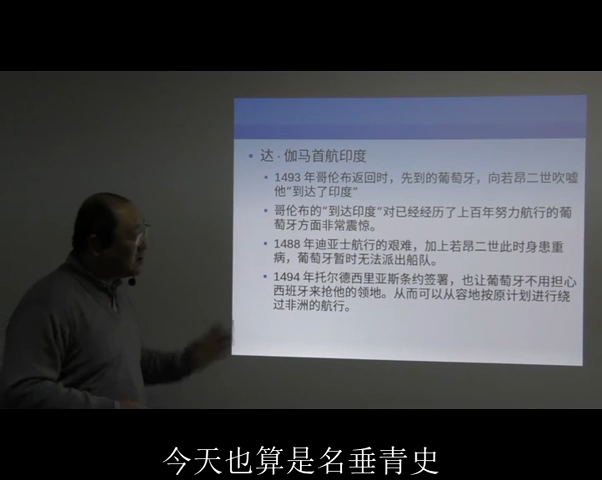 达·伽马首航印度
1493 年哥伦布返回时，先到的葡萄牙，向若昂二世吹嘘
他“到达了印度”
哥伦布的“到达印度”对已经经历了上百年努力航行的葡
萄牙方面非常震惊。
1488 年迪亚士航行的艰难，加上若昂二世此时身患重
病，葡萄牙暂时无法派出船队。
1494 年托尔德西里亚斯条约签署，也让葡萄牙不用担心
西班牙来抢他的领地。从而可以从容地按原计划进行绕
过非洲的航行。
今天也算是名垂青史